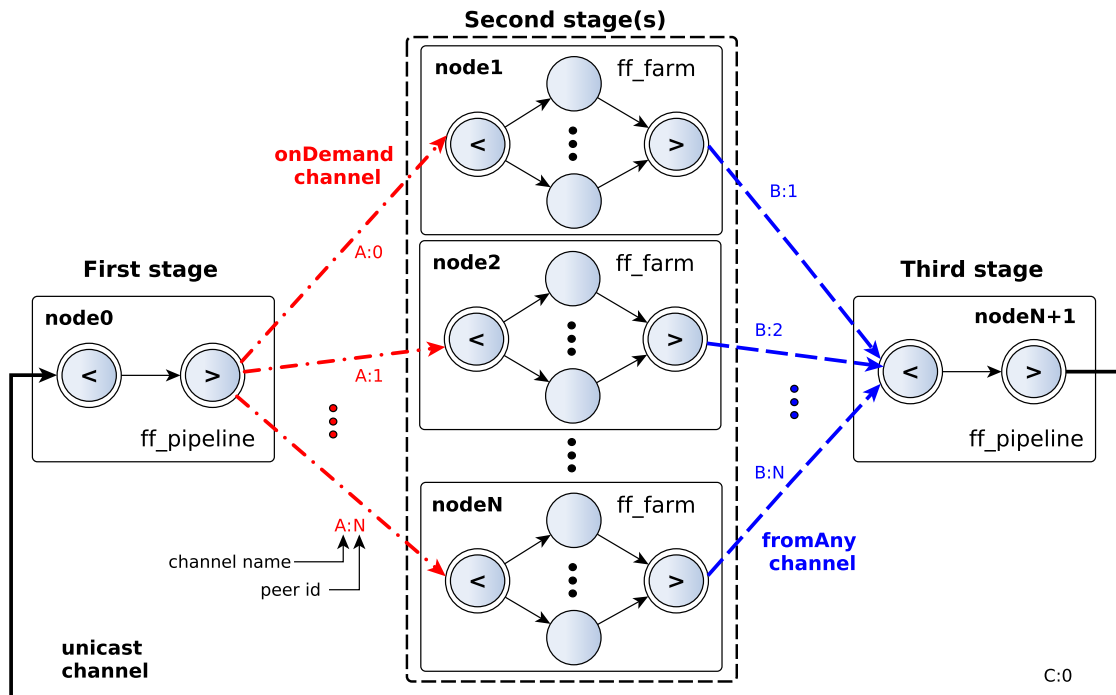 Second stage(s)
node1
ff_farm
<
>
onDemand
channel
A:0
B:1
First stage
node2
ff_farm
<
>
Third stage
node0
<
>
ff_pipeline
A:1
B:2
nodeN+1
<
>
ff_pipeline
nodeN
ff_farm
<
>
A:N
B:N
channel name
peer id
fromAny
channel
unicast
channel
C:0